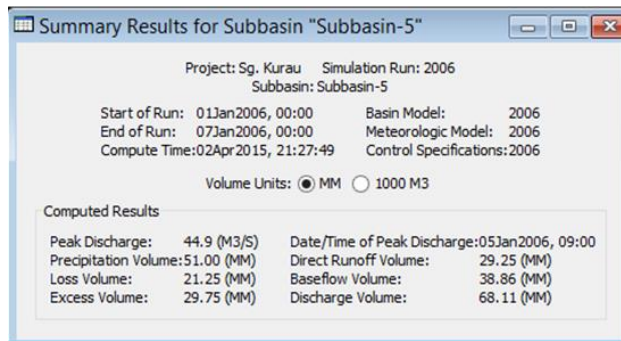 Summary Results for Subbasin "Subbasin-5"
Project: Sg. Kurau Simulation Run: 2006
Subbasin: Subbasin-5
Start of Run: 01Jan2006, 00:00 Basin Model: 2006
End of Run: 07Jan2006, 00:00 Meteorologic Model: 2006
Compute Time:02Apr2015, 21:27:49 Control Specifications:2006
Volume Units: MM 1000 M3
Computed Results
Peak Discharge: 44.9 (M3/S) Date/Time of Peak Discharge:05Jan2006, 09:00
Precipitation Volume:51.00 (MM) Direct Runoff Volume: 29.25 (MM)
Loss Volume: 21.25 (MM) Baseflow Volume: 38.86 (MM)
Excess Volume: 29.75 (MM) Discharge Volume: 68.11 (MM)